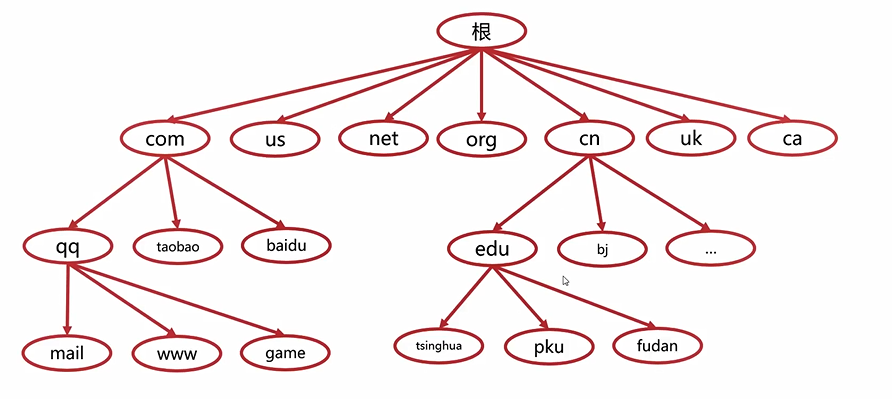 根
com
us
net
org
cn
uk
ca
qq
taobao
baidu
edu
bj
...
mail
www
game
tsinghua
pku
fudan